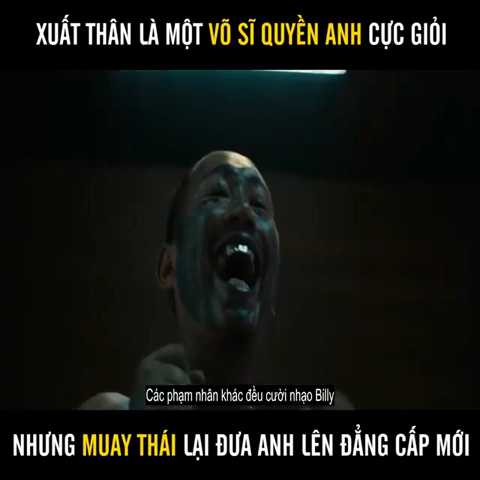 XUẤT THÂN LÀ MỘT VÕ SĨ QUYỀN ANH CỰC GIỎI
Các phạm nhân khác đều cười nhạo Billy
NHƯNG MUAY THÁI LẠI ĐƯA ANH LÊN ĐẲNG CẤP MỚI